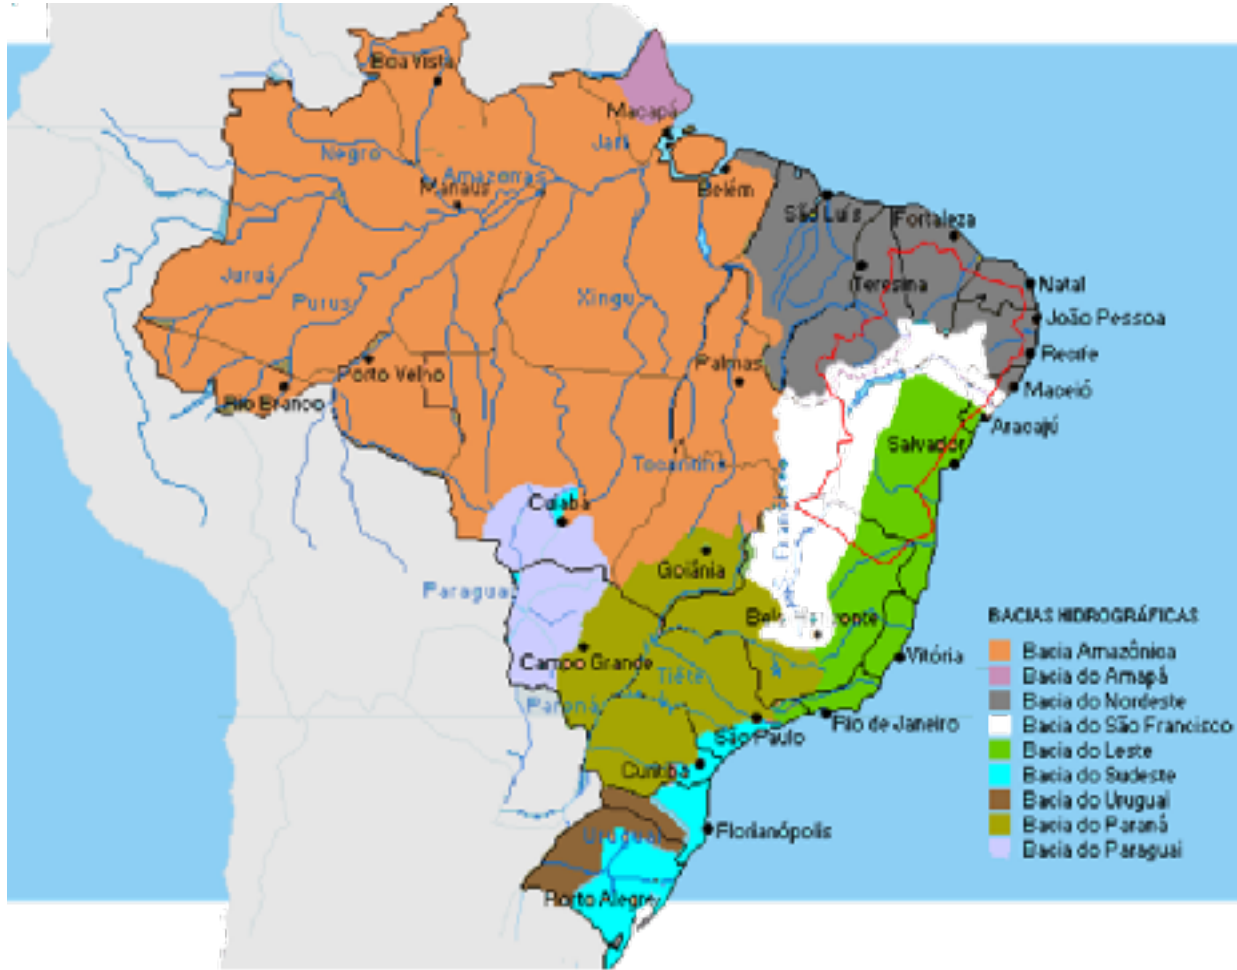 Boa Vista
Macapá
Negro
Jari
Amazonas
Manaus
Belém
São Luís
Fortaleza
Juruá
Purus
Xingu
Teresina
Natal
João Pessoa
Recife
Porto Velho
Palmas
Maceió
Rio Branco
Aracajú
Salvador
Tocantins
Cuiabá
Goiânia
Paraguai
Vitória
Campo Grande
Tiête
Paraná
Rio de Janeiro
São Paulo
Curitiba
Florianópolis
Uruguai
Porto Alegre
BACIAS HIDROGRÁFICAS
Bacia Amazônica
Bacia do Amapá
Bacia do Nordeste
Bacia do São Francisco
Bacia do Leste
Bacia do Sudeste
Bacia do Uruguai
Bacia do Paraná
Bacia do Paraguai